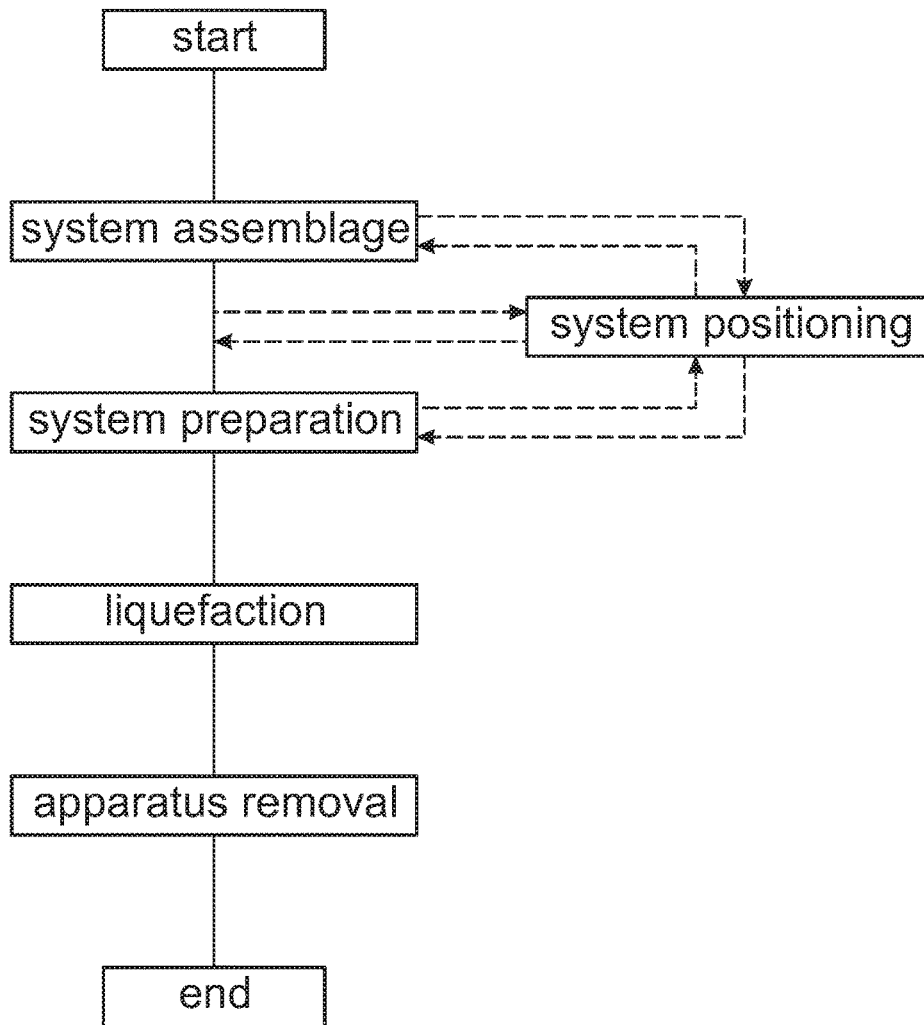 start
system assemblage
system positioning
system preparation
liquefaction
apparatus removal
end